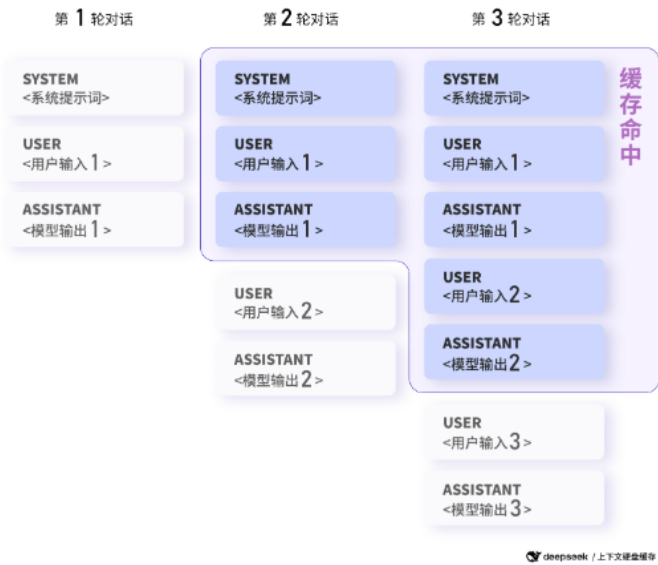 第 1 轮对话
第 2 轮对话
第 3 轮对话
SYSTEM
<系统提示词>
USER
<用户输入 1 >
ASSISTANT
<模型输出 1 >
SYSTEM
<系统提示词>
USER
<用户输入 1 >
ASSISTANT
<模型输出 1 >
USER
<用户输入 2 >
ASSISTANT
<模型输出 2 >
SYSTEM
<系统提示词>
USER
<用户输入 1 >
ASSISTANT
<模型输出 1 >
USER
<用户输入 2 >
ASSISTANT
<模型输出 2 >
USER
<用户输入 3 >
ASSISTANT
<模型输出 3 >
缓存命中
deepseek / 上下文硬盘缓存